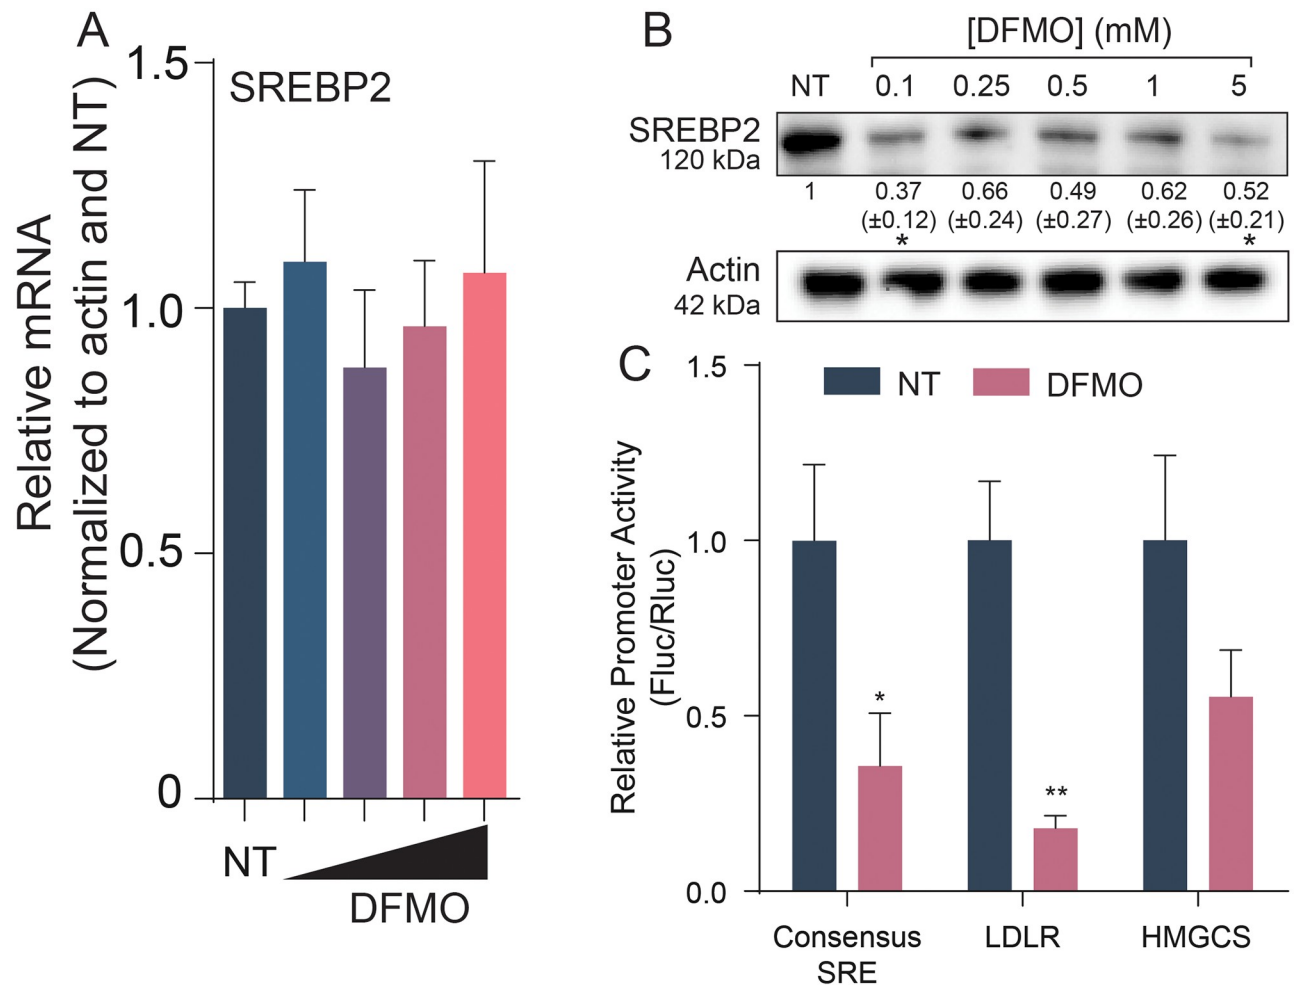 A
SREBP2
Relative mRNA
(Normalized to actin and NT)
1.5
1.0
0.5
0
NT
DFMO
B
[DFMO] (mM)
NT 0.1 0.25 0.5 1 5
SREBP2
120 kDa
1 0.37 0.66 0.49 0.62 0.52
(±0.12) (±0.24) (±0.27) (±0.26) (±0.21)
* *
Actin
42 kDa
C
NT DFMO
Relative Promoter Activity
(Fluc/Rluc)
1.5
1.0
0.5
0.0
*
**
Consensus
SRE
LDLR
HMGCS